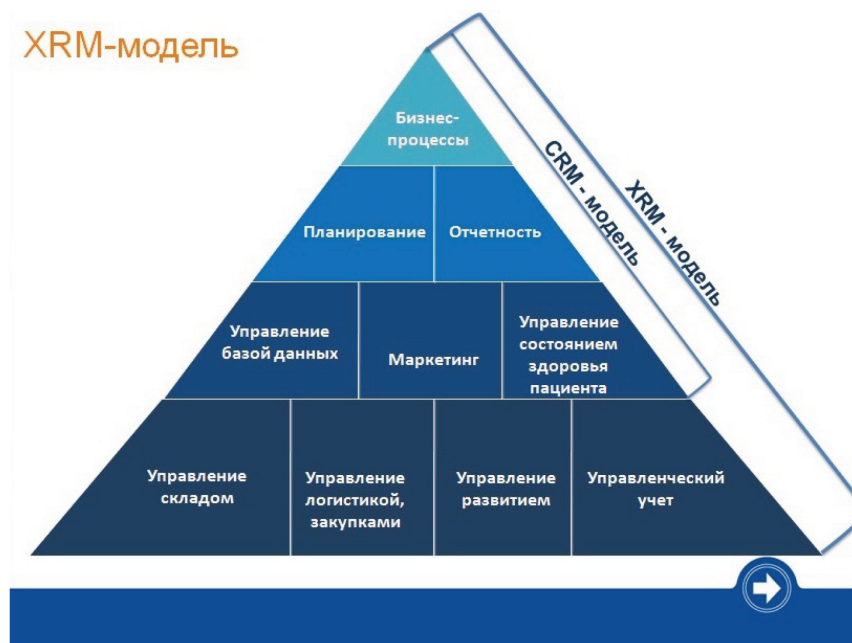 XRM-модель
Бизнес-
процессы
Планирование
Отчетность
Управление
базой данных
Маркетинг
Управление
состоянием
здоровья
пациента
Управление
складом
Управление
логистикой,
закупками
Управление
развитием
Управленческий
учет
CRM - модель
XRM - модель